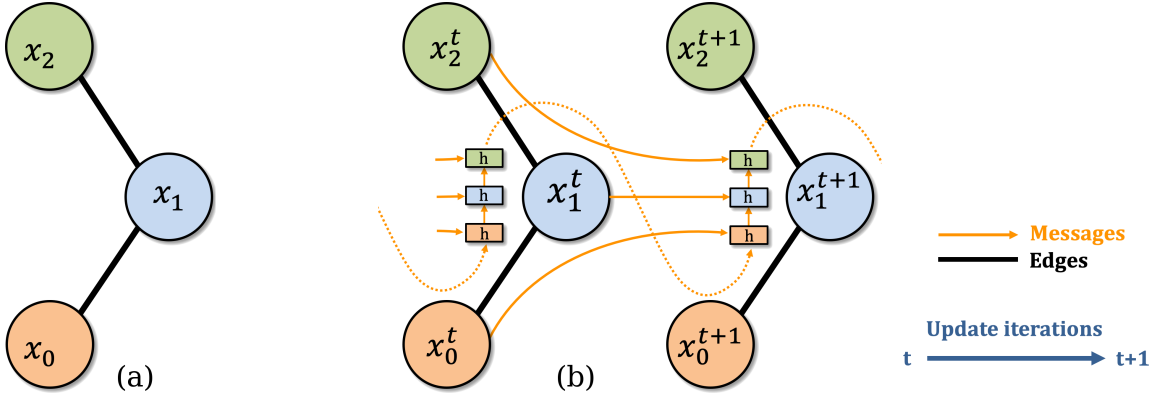 x₂
x₁
x₀
(a)
x₂ᵗ
h
h
h
x₁ᵗ
x₀ᵗ
(b)
x₂ᵗ⁺¹
h
h
h
x₁ᵗ⁺¹
x₀ᵗ⁺¹
Messages
Edges
Update iterations
t t+1